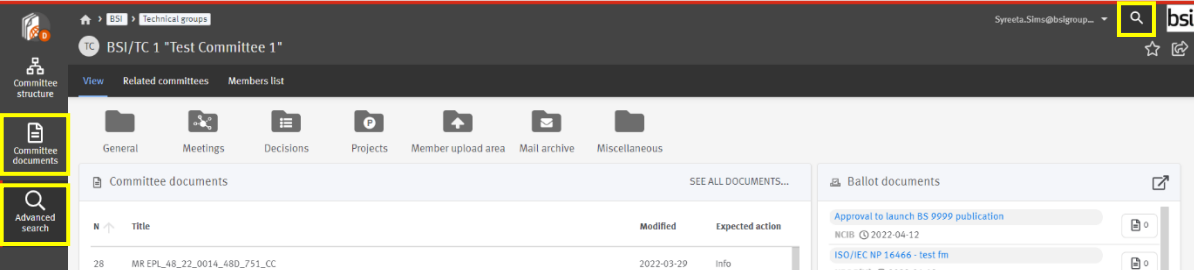 BSI
Technical groups
Syreeta.Sims@bsigroup...
bsi
0
TC
BSI/TC 1 "Test Committee 1"
Committee
structure
View
Related committees
Members list
Committee
documents
General
Meetings
Decisions
P
Projects
Member upload area
Mail archive
Miscellaneous
Committee documents
SEE ALL DOCUMENTS...
Ballot documents
Advanced
search
N
Title
Modified
Expected action
Approval to launch BS 9999 publication
NCIB 2022-04-12
0
28
MR EPL_48_22_0014_48D_751_CC
2022-03-29
Info
ISO/IEC NP 16466 - test fm
0